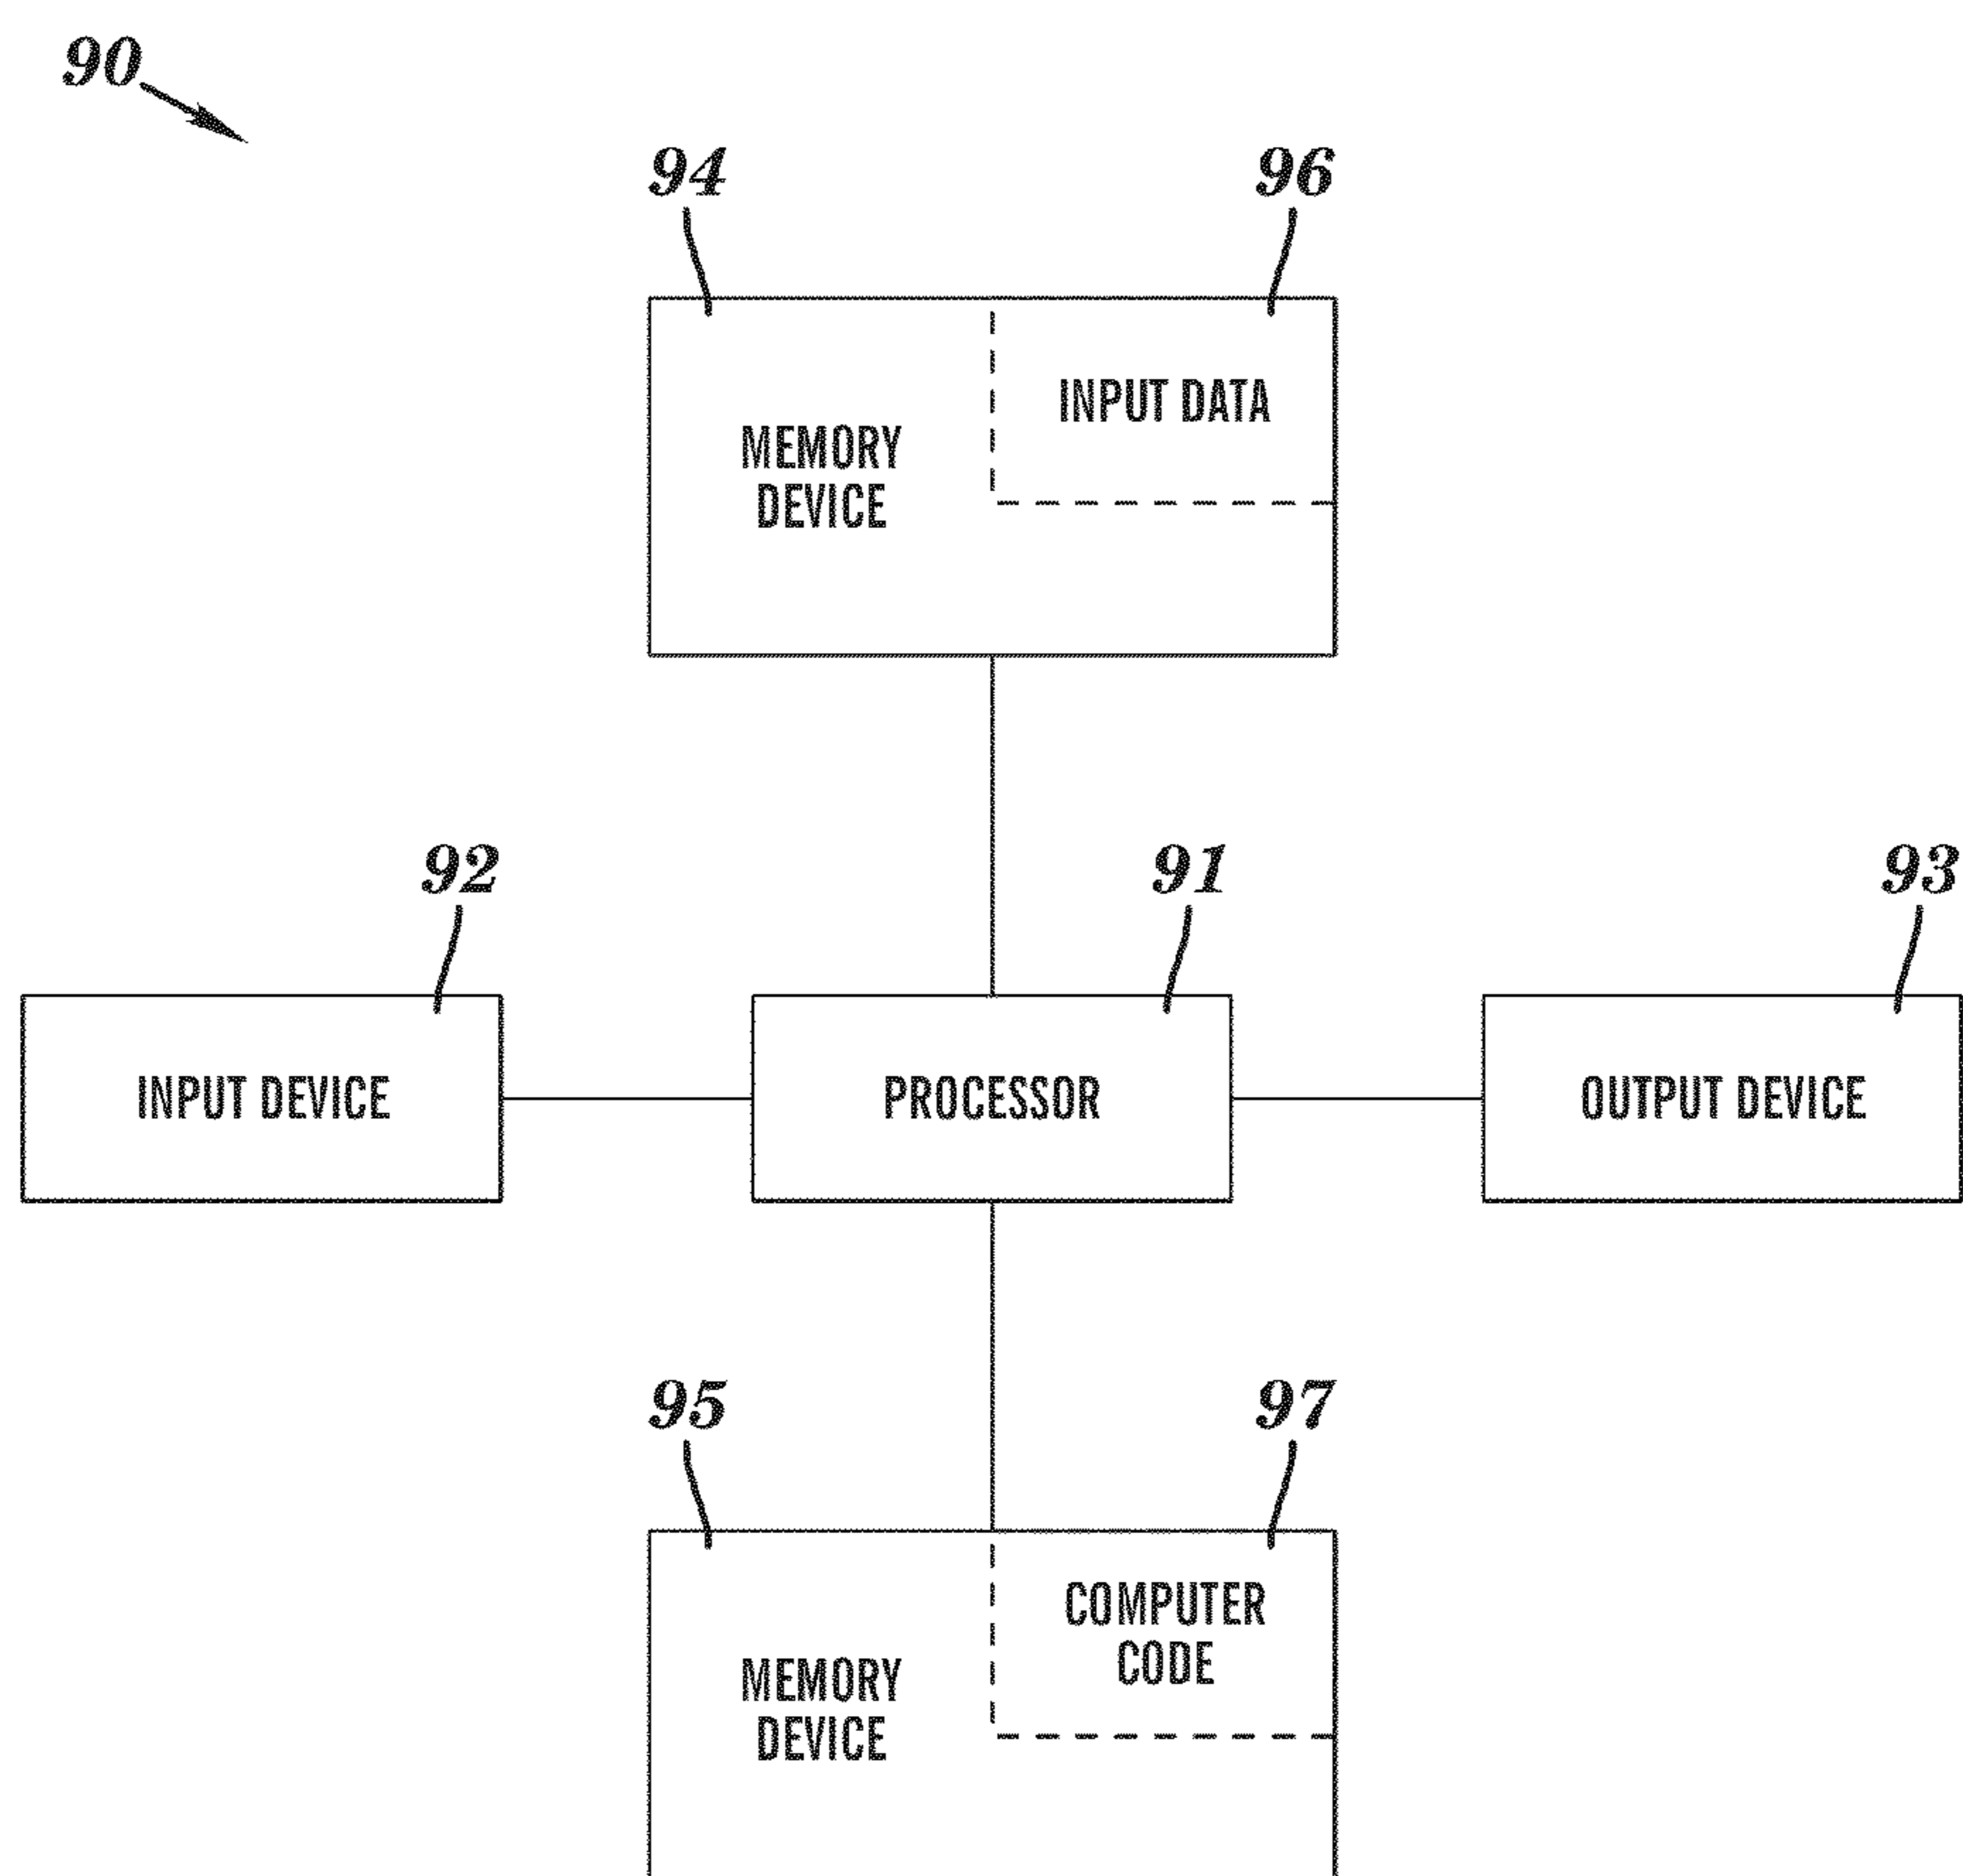 90
94
96
INPUT DATA
MEMORY
DEVICE
92
91
93
INPUT DEVICE
PROCESSOR
OUTPUT DEVICE
95
97
COMPUTER
CODE
MEMORY
DEVICE